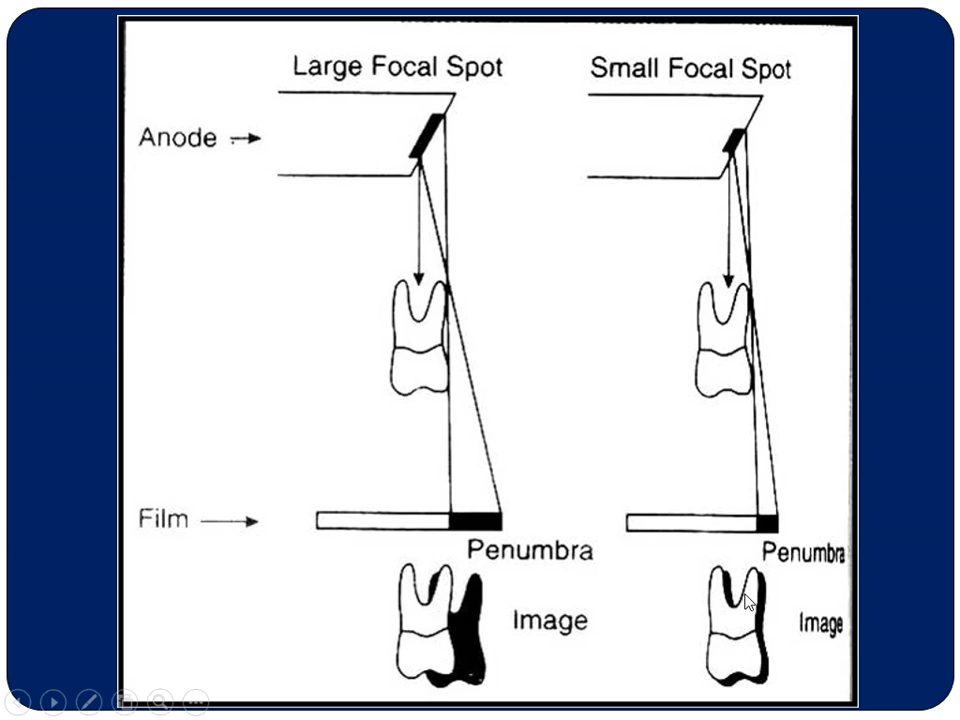 Large Focal Spot
Small Focal Spot
Anode
Film
Penumbra
Penumbra
Image
Image